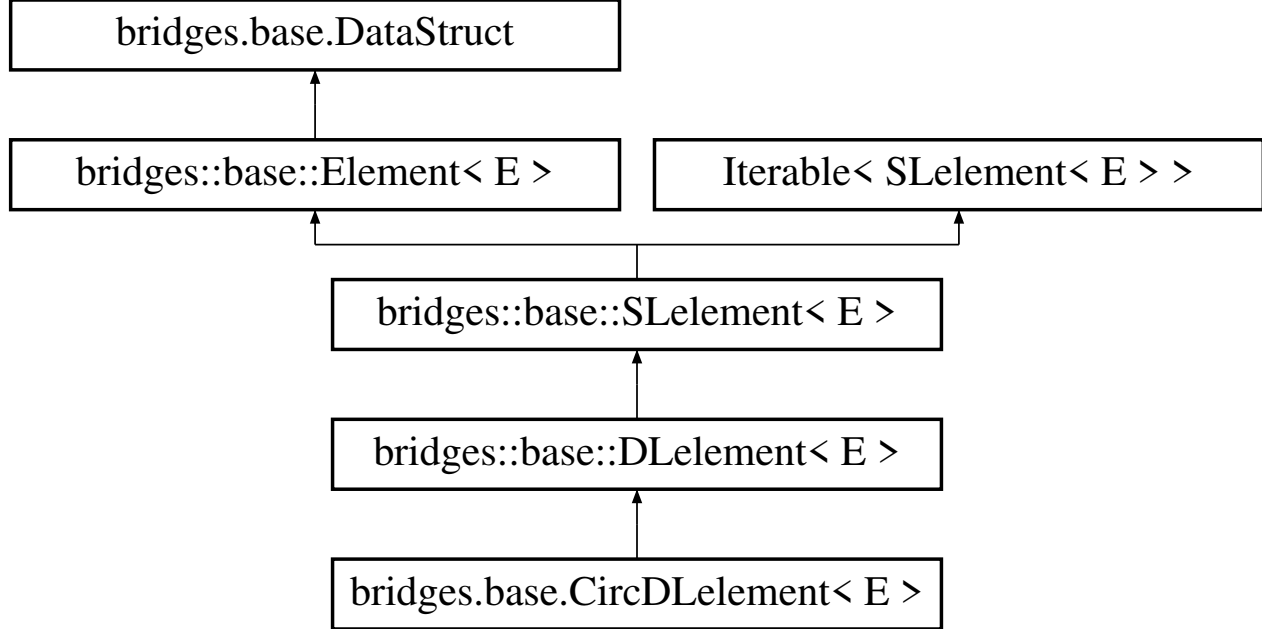 bridges.base.DataStruct
bridges::base::Element< E >
Iterable< SLelement< E > >
bridges::base::SLelement< E >
bridges::base::DLelement< E >
bridges.base.CircDLelement< E >